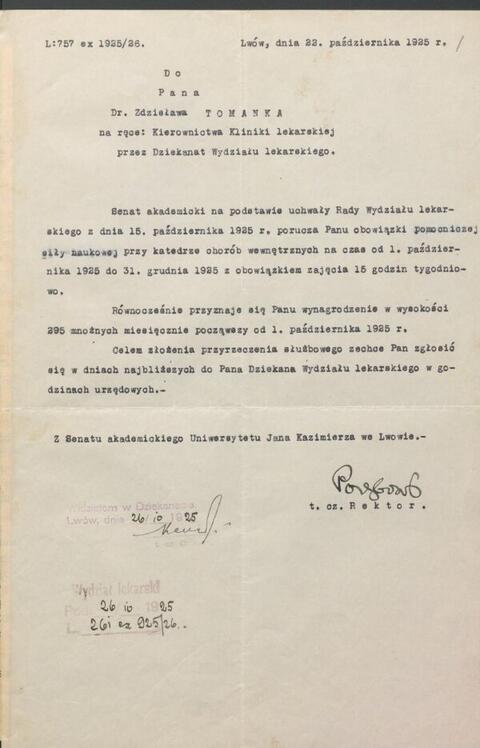 L:757 ex 1925/26.
Lwów, dnia 22. października 1925 r.
Do
Pana
Dr. Zdzisława TOMANKA
na ręce: Kierownictwa Kliniki lekarskiej
przez Dziekanat Wydziału lekarskiego.
Senat akademicki na podstawie uchwały Rady Wydziału lekar-
skiego z dnia 15. października 1925 r. porucza Panu obowiązki pomocniczej
siły naukowej przy katedrze chorób wewnętrznych na czas od 1. paździer-
nika 1925 do 31. grudnia 1925 z obowiązkiem zajęcia 15 godzin tygodnio-
wo.
Równocześnie przyznaje się Panu wynagrodzenie w wysokości
295 mnożnych miesięcznie począwszy od 1. października 1925 r.
Celem złożenia przyrzeczenia służbowego zechce Pan zgłosić
się w dniach najbliższych do Pana Dziekana Wydziału lekarskiego w go-
dzinach urzędowych.-
Z Senatu akademickiego Uniwersytetu Jana Kazimierza we Lwowie.-
t. cz. Rektor.
Widziałem w Dziekanacie
Lwów, dnia 26/10 1925
Wydział lekarski
26 10 1925
L. 261 ex 925/26.